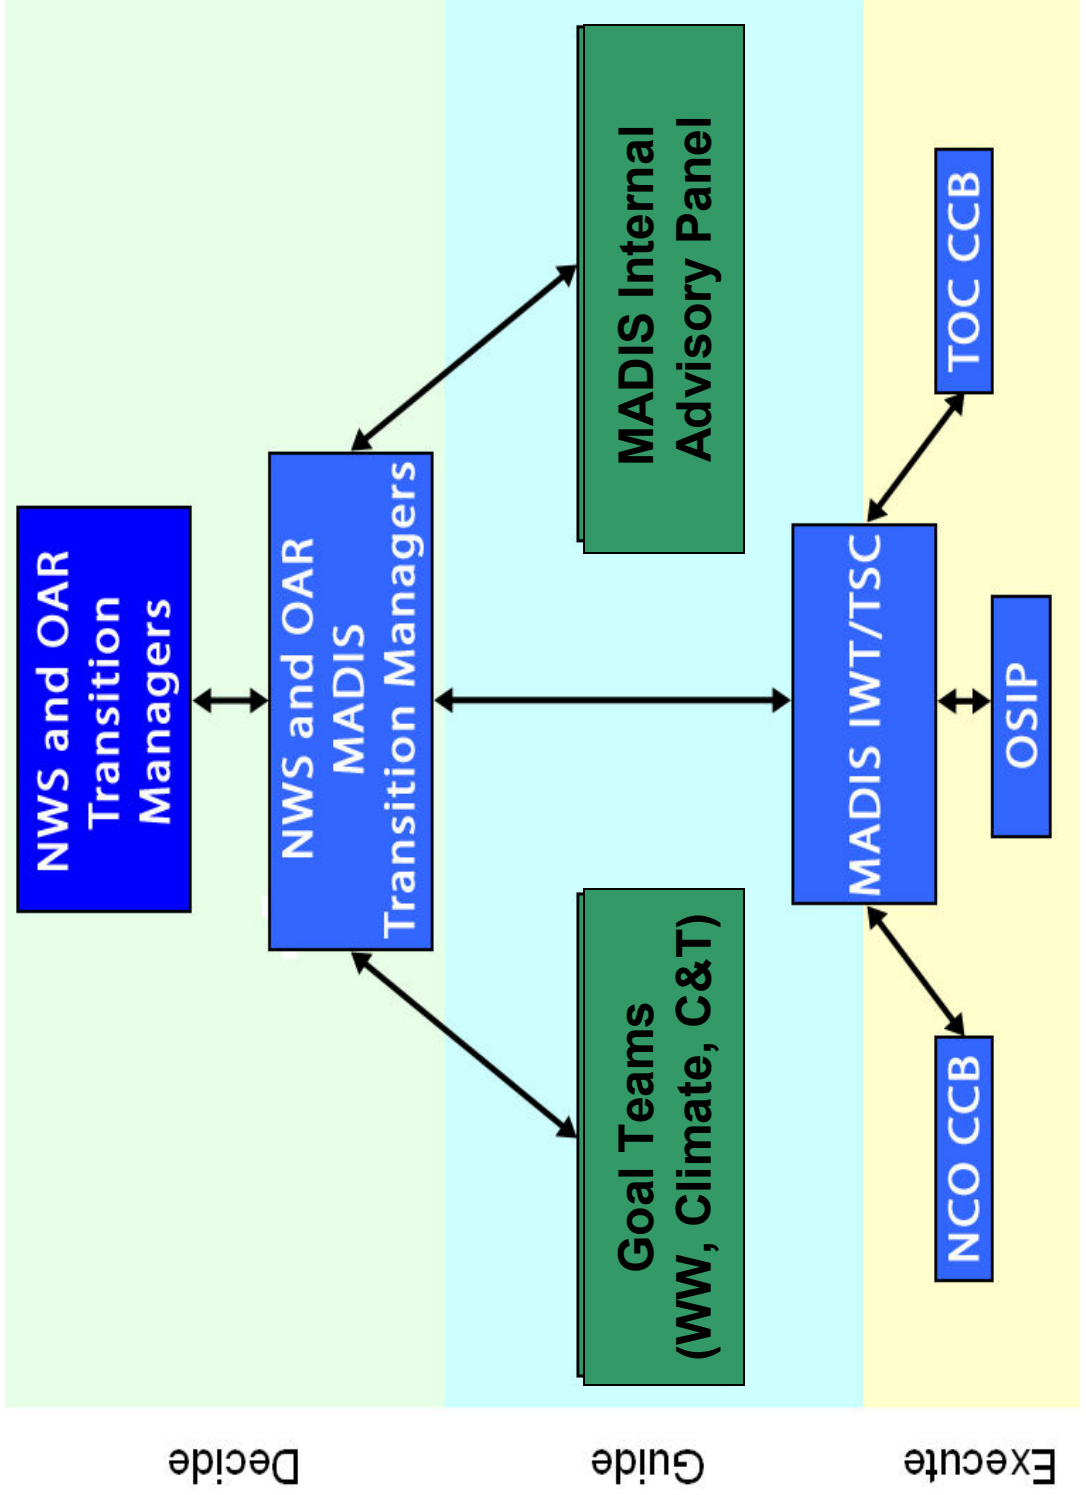 NWS and OAR
Transition
Managers
NWS and OAR
MADIS
Transition Managers
Goal Teams
(WW, Climate, C&T)
MADIS Internal
Advisory Panel
MADIS IWT/TSC
NCO CCB
OSIP
TOC CCB
Decide
Guide
Execute